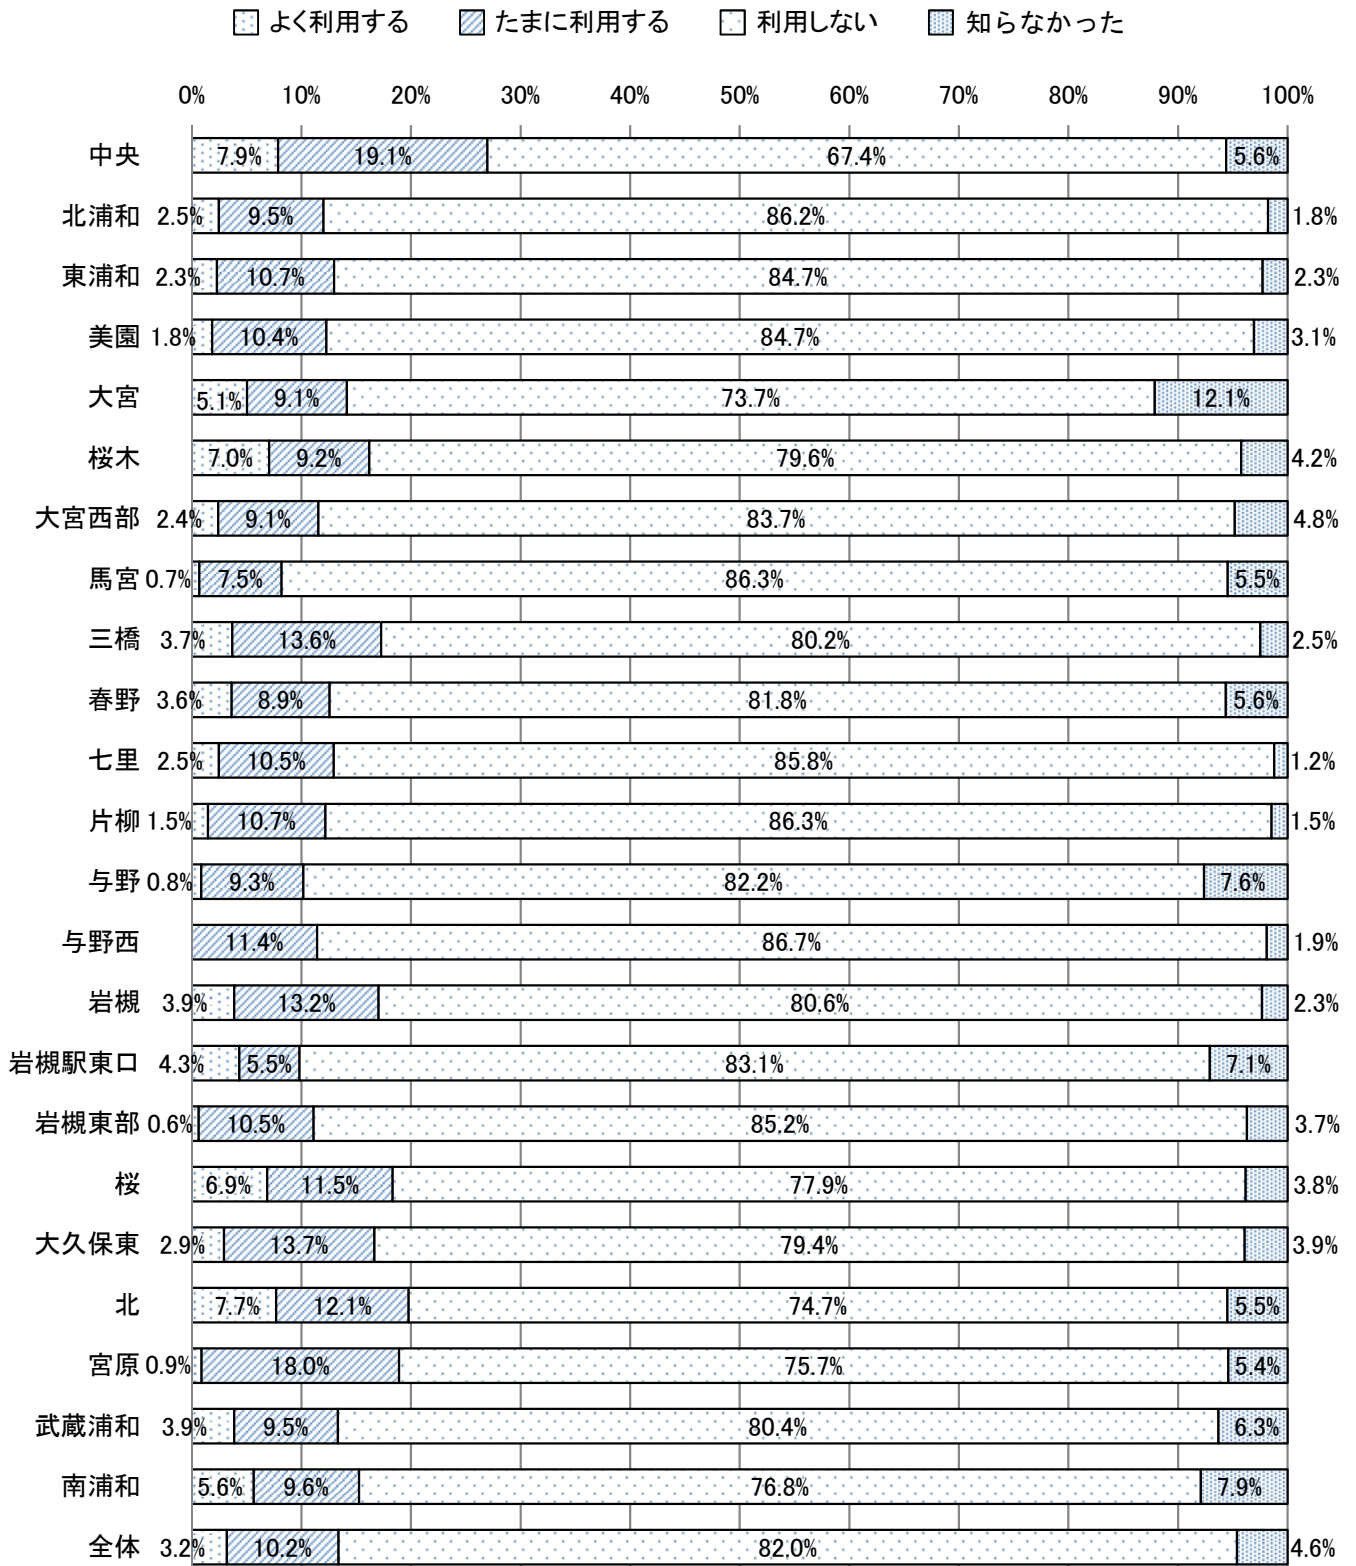 よく利用する たまに利用する 利用しない 知らなかった
0% 10% 20% 30% 40% 50% 60% 70% 80% 90% 100%
中央 7.9% 19.1% 67.4% 5.6%
北浦和 2.5% 9.5% 86.2% 1.8%
東浦和 2.3% 10.7% 84.7% 2.3%
美園 1.8% 10.4% 84.7% 3.1%
大宮 5.1% 9.1% 73.7% 12.1%
桜木 7.0% 9.2% 79.6% 4.2%
大宮西部 2.4% 9.1% 83.7% 4.8%
馬宮 0.7% 7.5% 86.3% 5.5%
三橋 3.7% 13.6% 80.2% 2.5%
春野 3.6% 8.9% 81.8% 5.6%
七里 2.5% 10.5% 85.8% 1.2%
片柳 1.5% 10.7% 86.3% 1.5%
与野 0.8% 9.3% 82.2% 7.6%
与野西 11.4% 86.7% 1.9%
岩槻 3.9% 13.2% 80.6% 2.3%
岩槻駅東口 4.3% 5.5% 83.1% 7.1%
岩槻東部 0.6% 10.5% 85.2% 3.7%
桜 6.9% 11.5% 77.9% 3.8%
大久保東 2.9% 13.7% 79.4% 3.9%
北 7.7% 12.1% 74.7% 5.5%
宮原 0.9% 18.0% 75.7% 5.4%
武蔵浦和 3.9% 9.5% 80.4% 6.3%
南浦和 5.6% 9.6% 76.8% 7.9%
全体 3.2% 10.2% 82.0% 4.6%